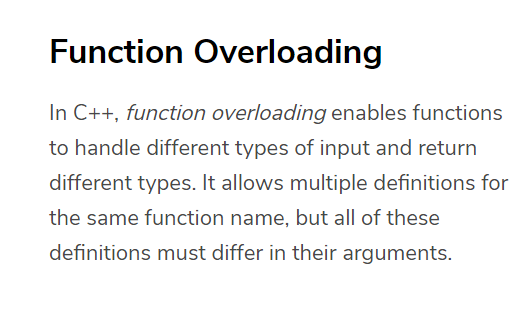 Function Overloading
In C++, function overloading enables functions
to handle different types of input and return
different types. It allows multiple definitions for
the same function name, but all of these
definitions must differ in their arguments.